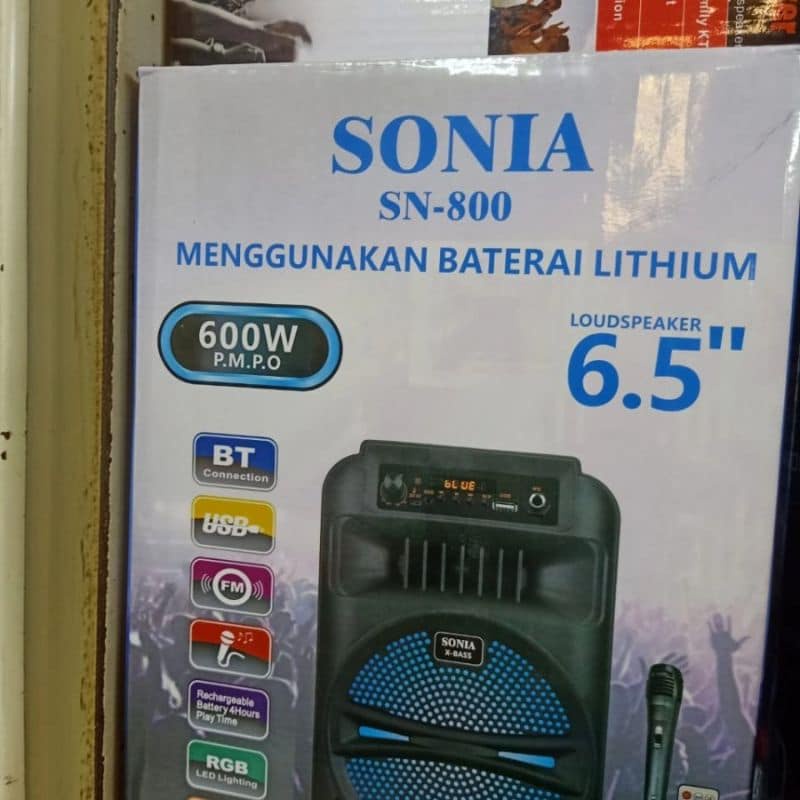 SONIA
SN-800
MENGGUNAKAN BATERAI LITHIUM
600W
P.M.P.O
LOUDSPEAKER
6.5"
BT
Connection
USB
FM
Rechargeable
Battery 4Hours
Play Time
RGB
LED Lighting
BLUE
SONIA
X-BASS